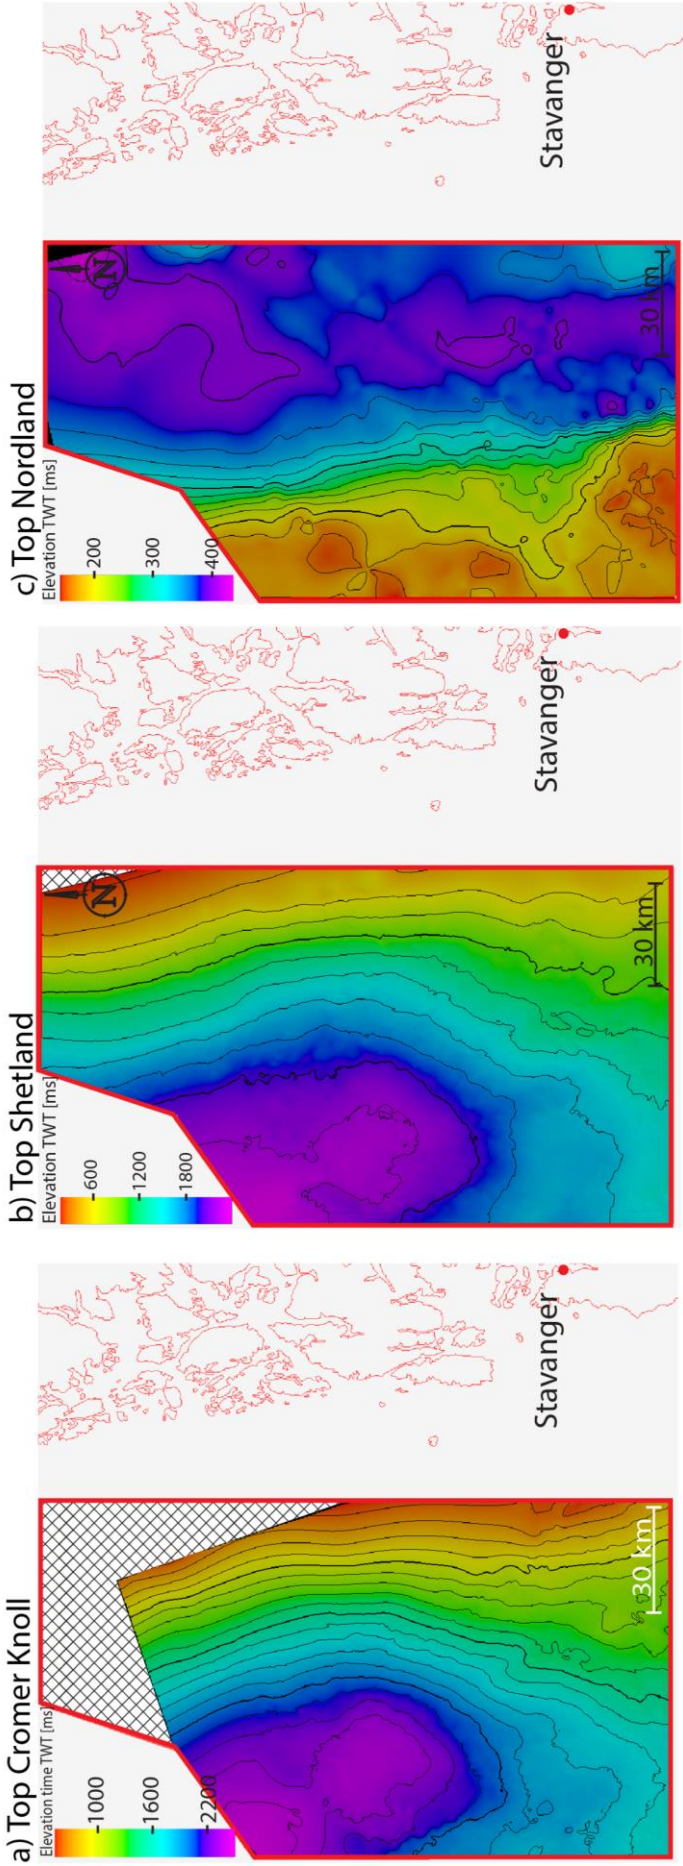 a) Top Cromer Knoll
Elevation time TWT [ms]
1000
1600
2200
30 km
Stavanger
b) Top Shetland
Elevation TWT [ms]
600
1200
1800
N
30 km
Stavanger
c) Top Nordland
Elevation TWT [ms]
200
300
400
N
30 km
Stavanger